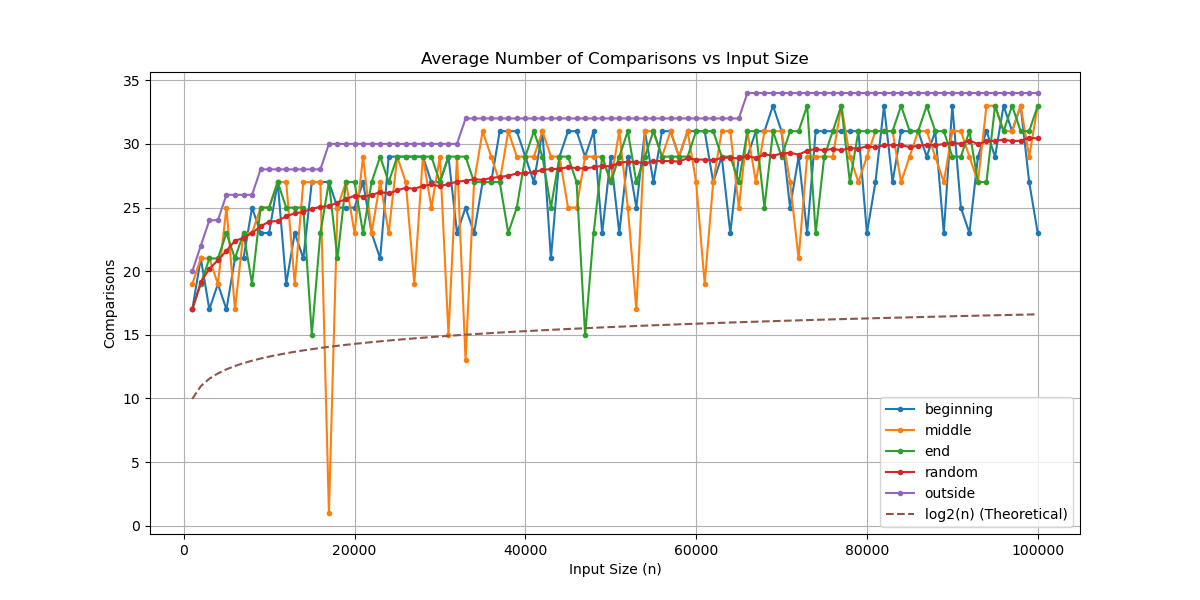 Average Number of Comparisons vs Input Size
35
30
25
20
15
10
5
0
Comparisons
0
20000
40000
60000
80000
100000
Input Size (n)
beginning
middle
end
random
outside
log2(n) (Theoretical)